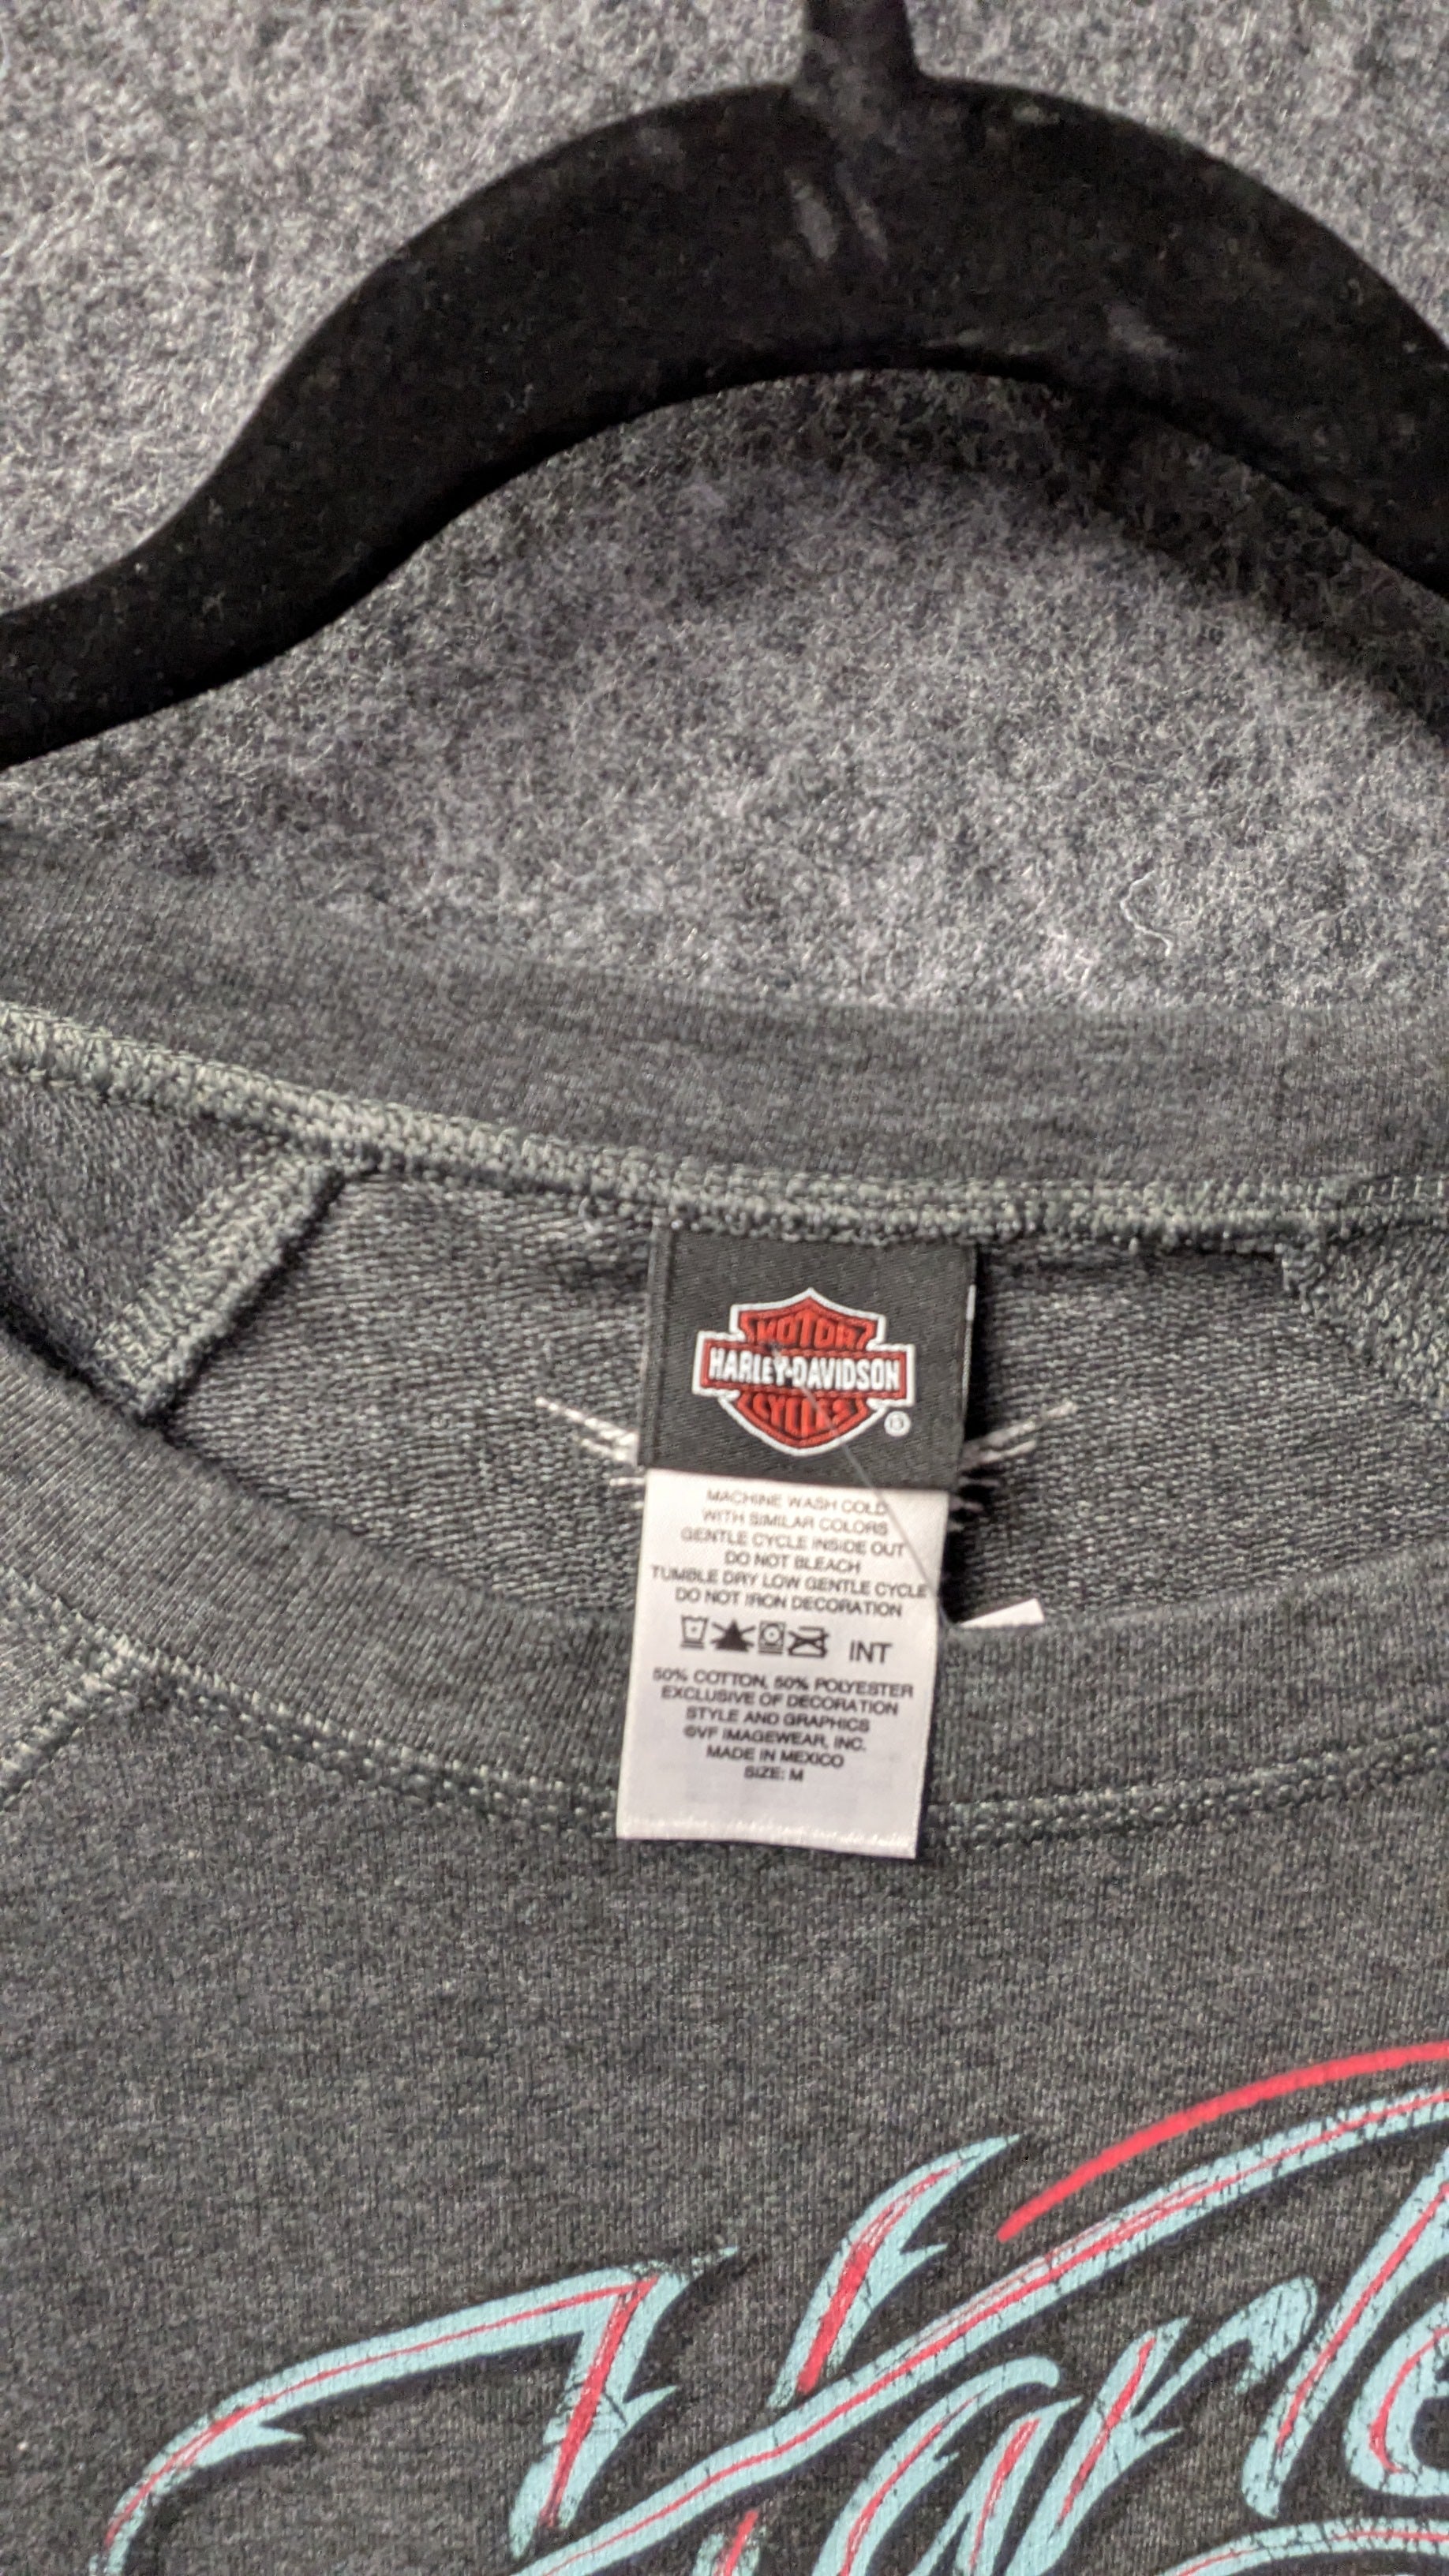 MOTOR
HARLEY-DAVIDSON
CYCLES
®
MACHINE WASH COLD
WITH SIMILAR COLORS
GENTLE CYCLE INSIDE OUT
DO NOT BLEACH
TUMBLE DRY LOW GENTLE CYCLE
DO NOT IRON DECORATION
INT
50% COTTON, 50% POLYESTER
EXCLUSIVE OF DECORATION
STYLE AND GRAPHICS
©VF IMAGEWEAR, INC.
MADE IN MEXICO
SIZE: M
Harle